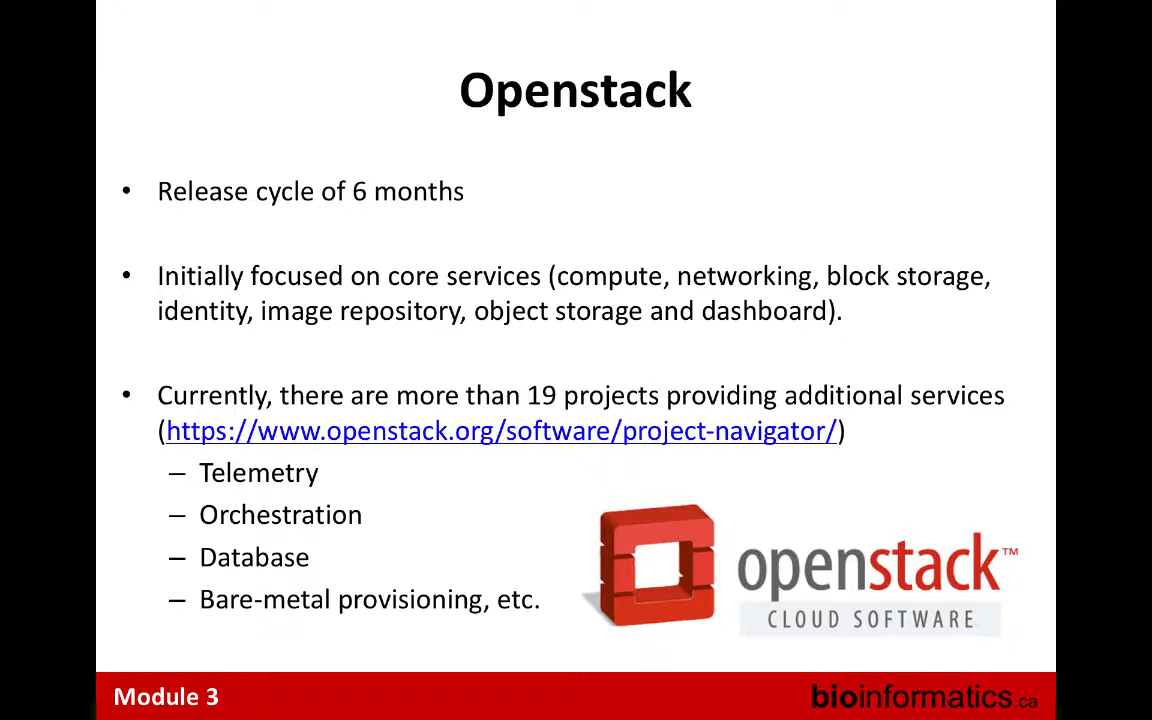 Openstack
• Release cycle of 6 months
• Initially focused on core services (compute, networking, block storage,
identity, image repository, object storage and dashboard).
• Currently, there are more than 19 projects providing additional services
(https://www.openstack.org/software/project-navigator/)
– Telemetry
– Orchestration
– Database
– Bare-metal provisioning, etc.
openstack™
CLOUD SOFTWARE
Module 3
bioinformatics.ca